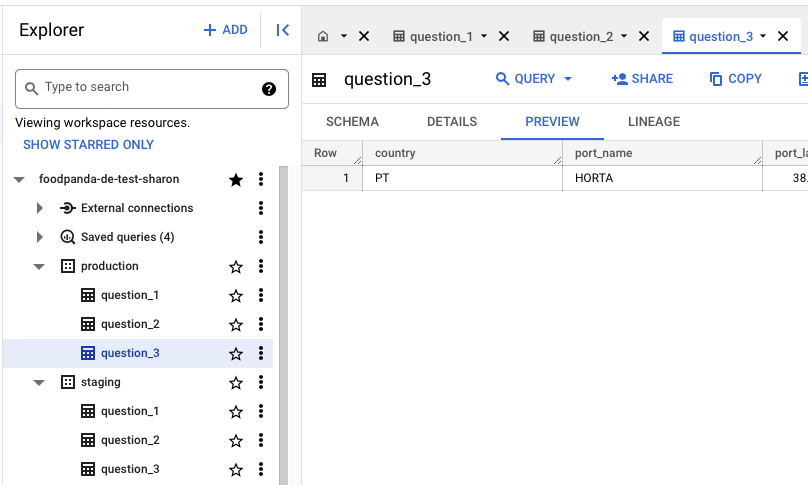 Explorer
+ ADD
Type to search
Viewing workspace resources.
SHOW STARRED ONLY
foodpanda-de-test-sharon
External connections
Saved queries (4)
production
question_1
question_2
question_3
staging
question_1
question_2
question_3
question_1
question_2
question_3
question_3
QUERY
SHARE
COPY
SCHEMA
DETAILS
PREVIEW
LINEAGE
Row country port_name port_la
1 PT HORTA 38.